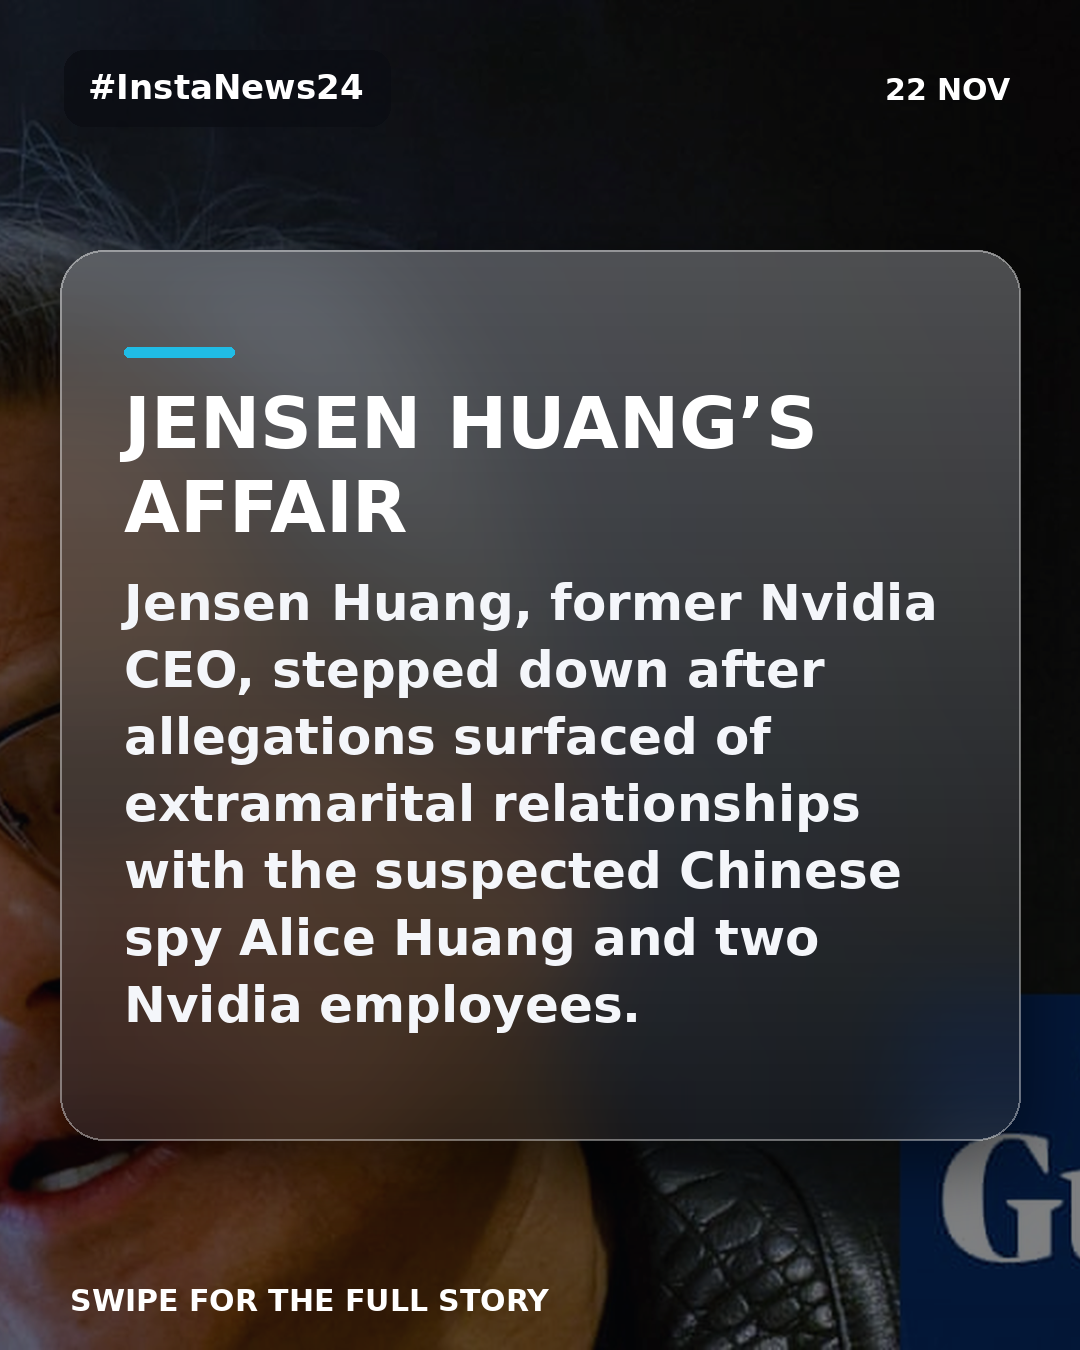 #InstaNews24
22 NOV
JENSEN HUANG’S
AFFAIR
Jensen Huang, former Nvidia
CEO, stepped down after
allegations surfaced of
extramarital relationships
with the suspected Chinese
spy Alice Huang and two
Nvidia employees.
SWIPE FOR THE FULL STORY